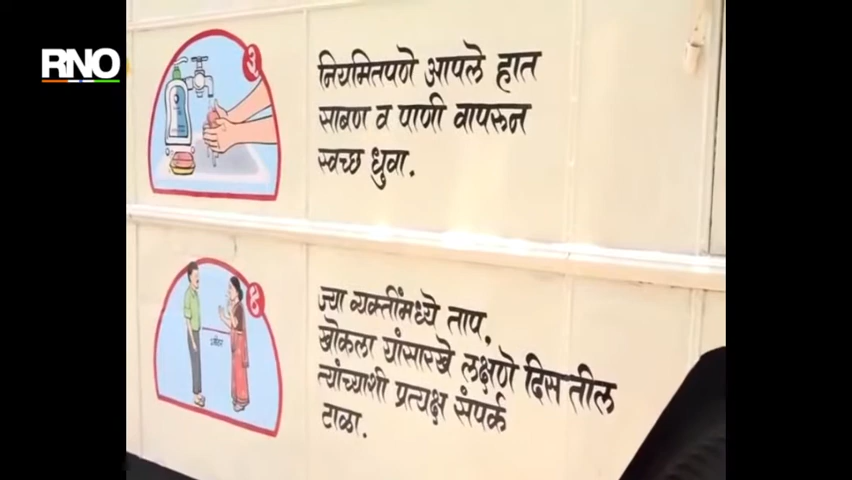 RNO
३
नियमितपणे आपले हात
साबण व पाणी वापरुन
स्वच्छ धुवा.
४
ज्या व्यक्तींमध्ये ताप,
खोकला यांसारखे लक्षणे दिसतील
त्यांच्याशी प्रत्यक्ष संपर्क
टाळा.